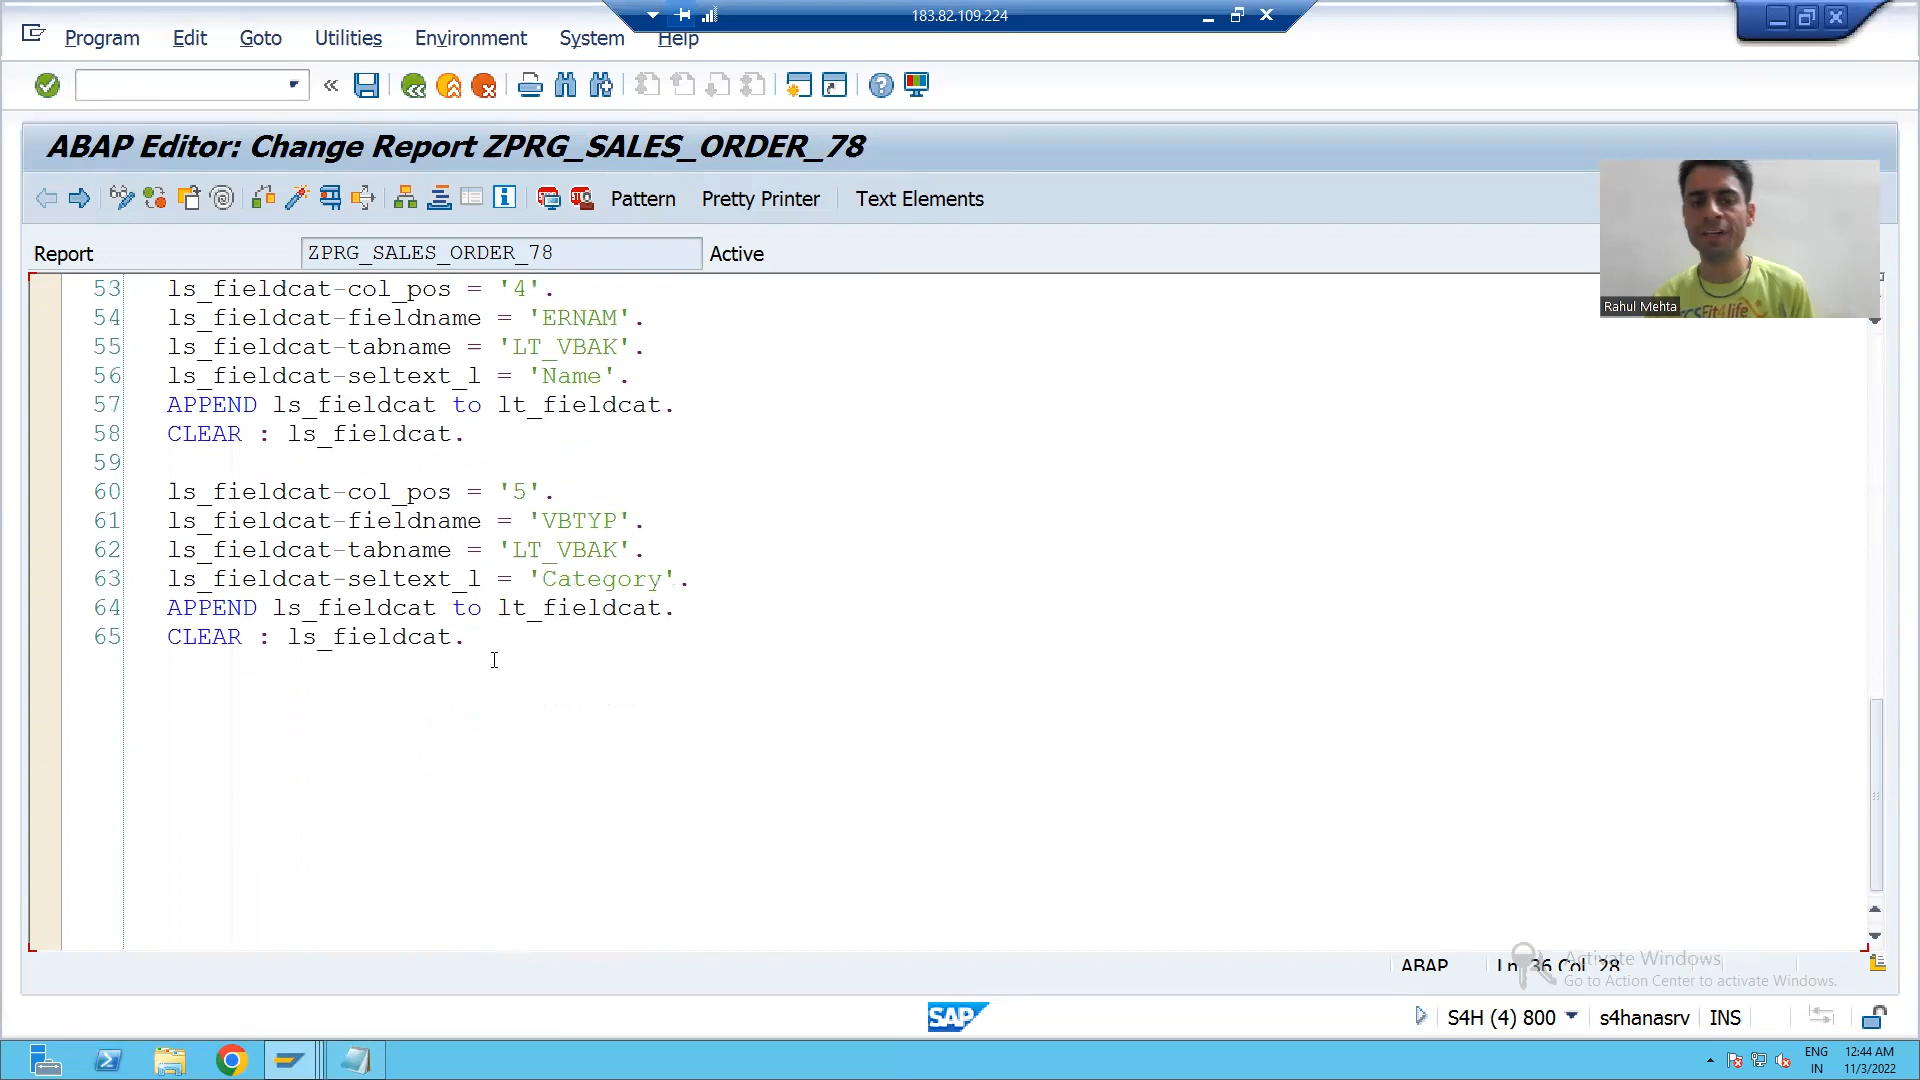 183.82.109.224
Program Edit Goto Utilities Environment System Help
ABAP Editor: Change Report ZPRG_SALES_ORDER_78
Pattern Pretty Printer Text Elements
Report ZPRG_SALES_ORDER_78 Active
Rahul Mehta
53 ls_fieldcat-col_pos = '4'.
54 ls_fieldcat-fieldname = 'ERNAM'.
55 ls_fieldcat-tabname = 'LT_VBAK'.
56 ls_fieldcat-seltext_l = 'Name'.
57 APPEND ls_fieldcat to lt_fieldcat.
58 CLEAR : ls_fieldcat.
59
60 ls_fieldcat-col_pos = '5'.
61 ls_fieldcat-fieldname = 'VBTYP'.
62 ls_fieldcat-tabname = 'LT_VBAK'.
63 ls_fieldcat-seltext_l = 'Category'.
64 APPEND ls_fieldcat to lt_fieldcat.
65 CLEAR : ls_fieldcat.
Activate Windows
ABAP Ln 36 Col 28
Go to Action Center to activate Windows.
SAP
S4H (4) 800 s4hanasrv INS
ENG 12:44 AM
IN 11/3/2022